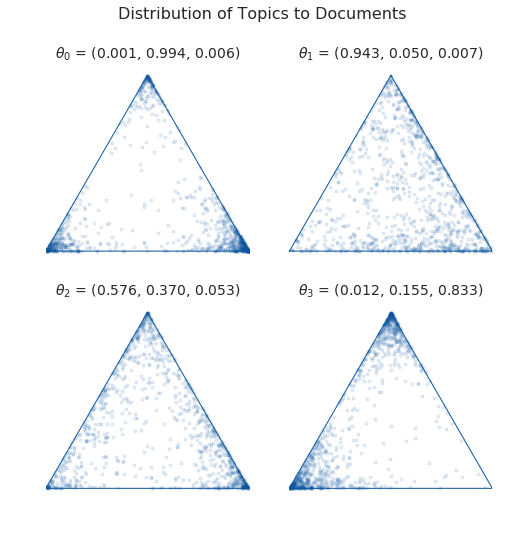 Distribution of Topics to Documents
θ₀ = (0.001, 0.994, 0.006)
θ₁ = (0.943, 0.050, 0.007)
θ₂ = (0.576, 0.370, 0.053)
θ₃ = (0.012, 0.155, 0.833)